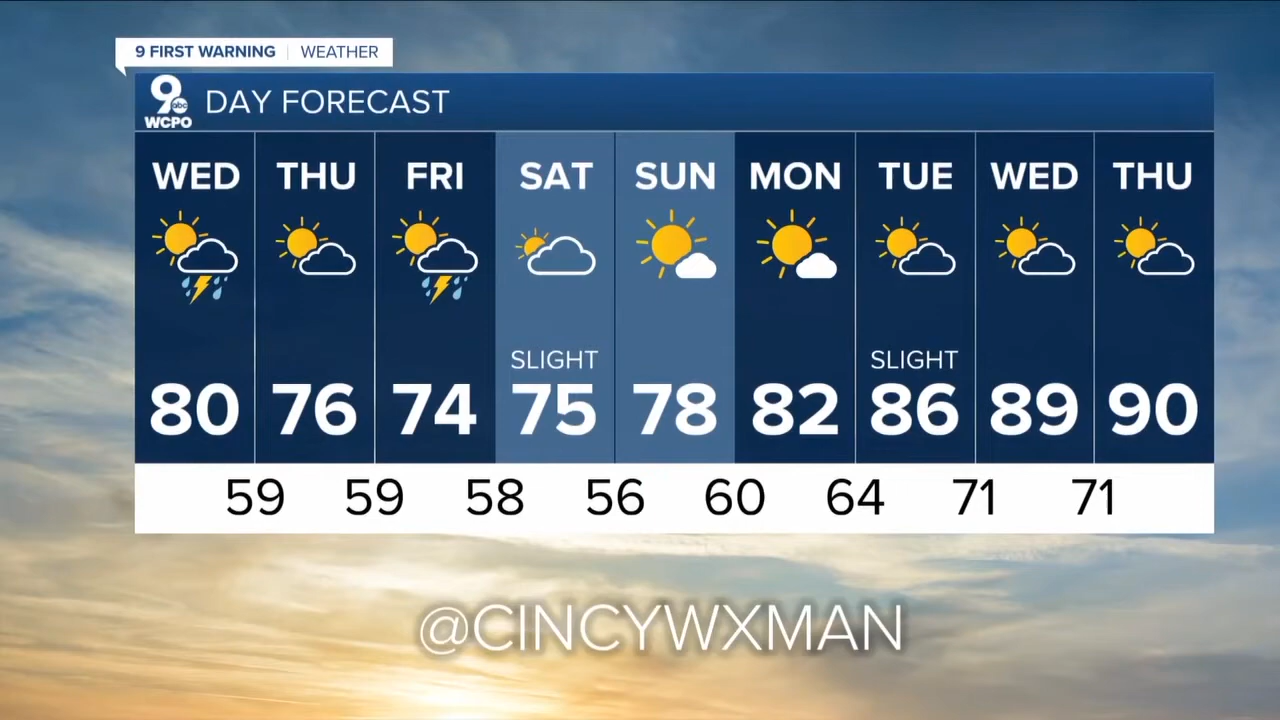 9 FIRST WARNING | WEATHER
9 abc WCPO DAY FORECAST
WED THU FRI SAT SUN MON TUE WED THU
SLIGHT SLIGHT
80 76 74 75 78 82 86 89 90
59 59 58 56 60 64 71 71
@CINCYWXMAN